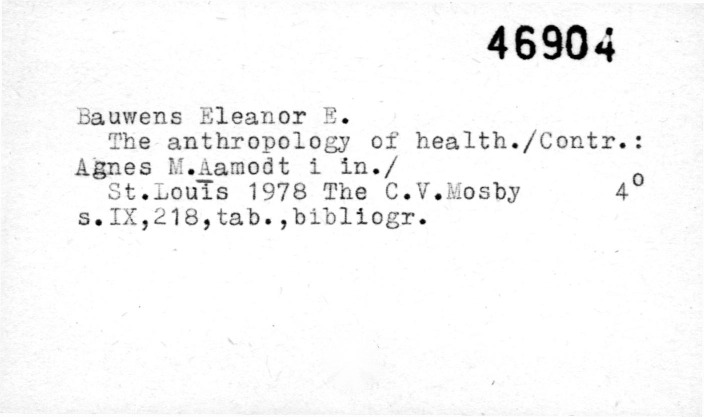 46904
Bauwens Eleanor E.
The anthropology of health./Contr.:
Agnes M.Aamodt i in./
St.Louis 1978 The C.V.Mosby 4º
s.IX,218,tab.,bibliogr.